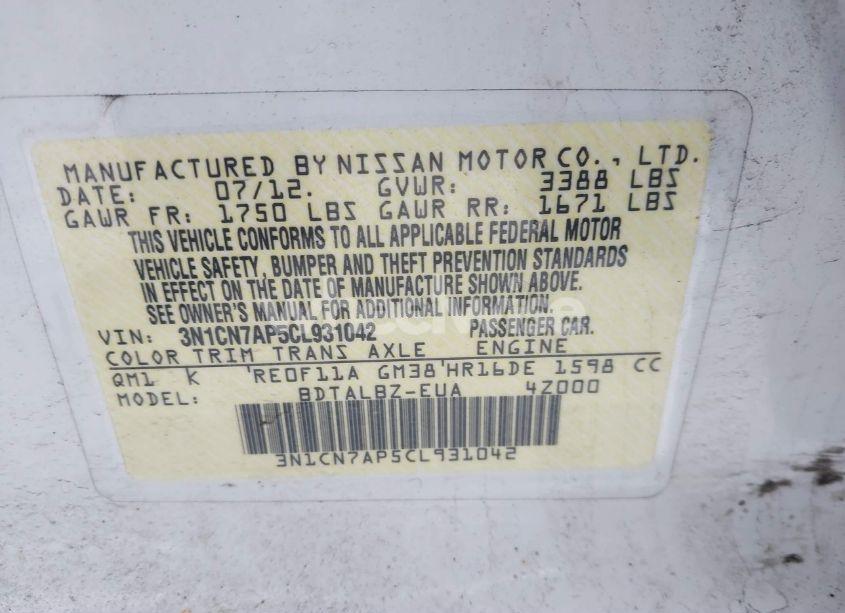 MANUFACTURED BY NISSAN MOTOR CO., LTD.
DATE: 07/12. GVWR: 3388 LBS
GAWR FR: 1750 LBS GAWR RR: 1671 LBS
THIS VEHICLE CONFORMS TO ALL APPLICABLE FEDERAL MOTOR
VEHICLE SAFETY, BUMPER AND THEFT PREVENTION STANDARDS
IN EFFECT ON THE DATE OF MANUFACTURE SHOWN ABOVE.
SEE OWNER'S MANUAL FOR ADDITIONAL INFORMATION.
VIN: 3N1CN7AP5CL931042 PASSENGER CAR.
COLOR TRIM TRANS AXLE ENGINE
QM1 K 'RE0F11A GM38'HR16DE 1598 CC
MODEL: BDTALBZ-EUA 4Z000
3N1CN7AP5CL931042